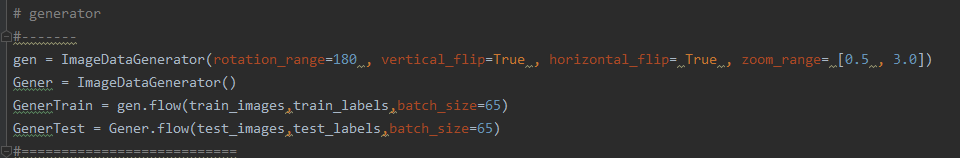 # generator
#-------
gen = ImageDataGenerator(rotation_range=180 , vertical_flip=True , horizontal_flip= True , zoom_range= [0.5 , 3.0])
Gener = ImageDataGenerator()
GenerTrain = gen.flow(train_images,train_labels,batch_size=65)
GenerTest = Gener.flow(test_images,test_labels,batch_size=65)
#===========================